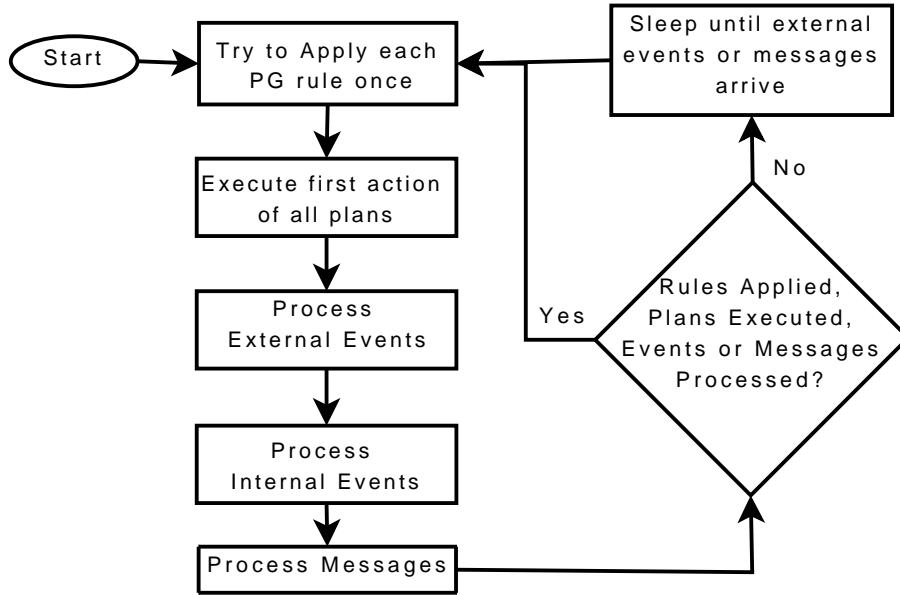 Start
Try to Apply each
PG rule once
Execute first action
of all plans
Process
External Events
Process
Internal Events
Process Messages
Rules Applied,
Plans Executed,
Events or Messages
Processed?
Yes
No
Sleep until external
events or messages
arrive